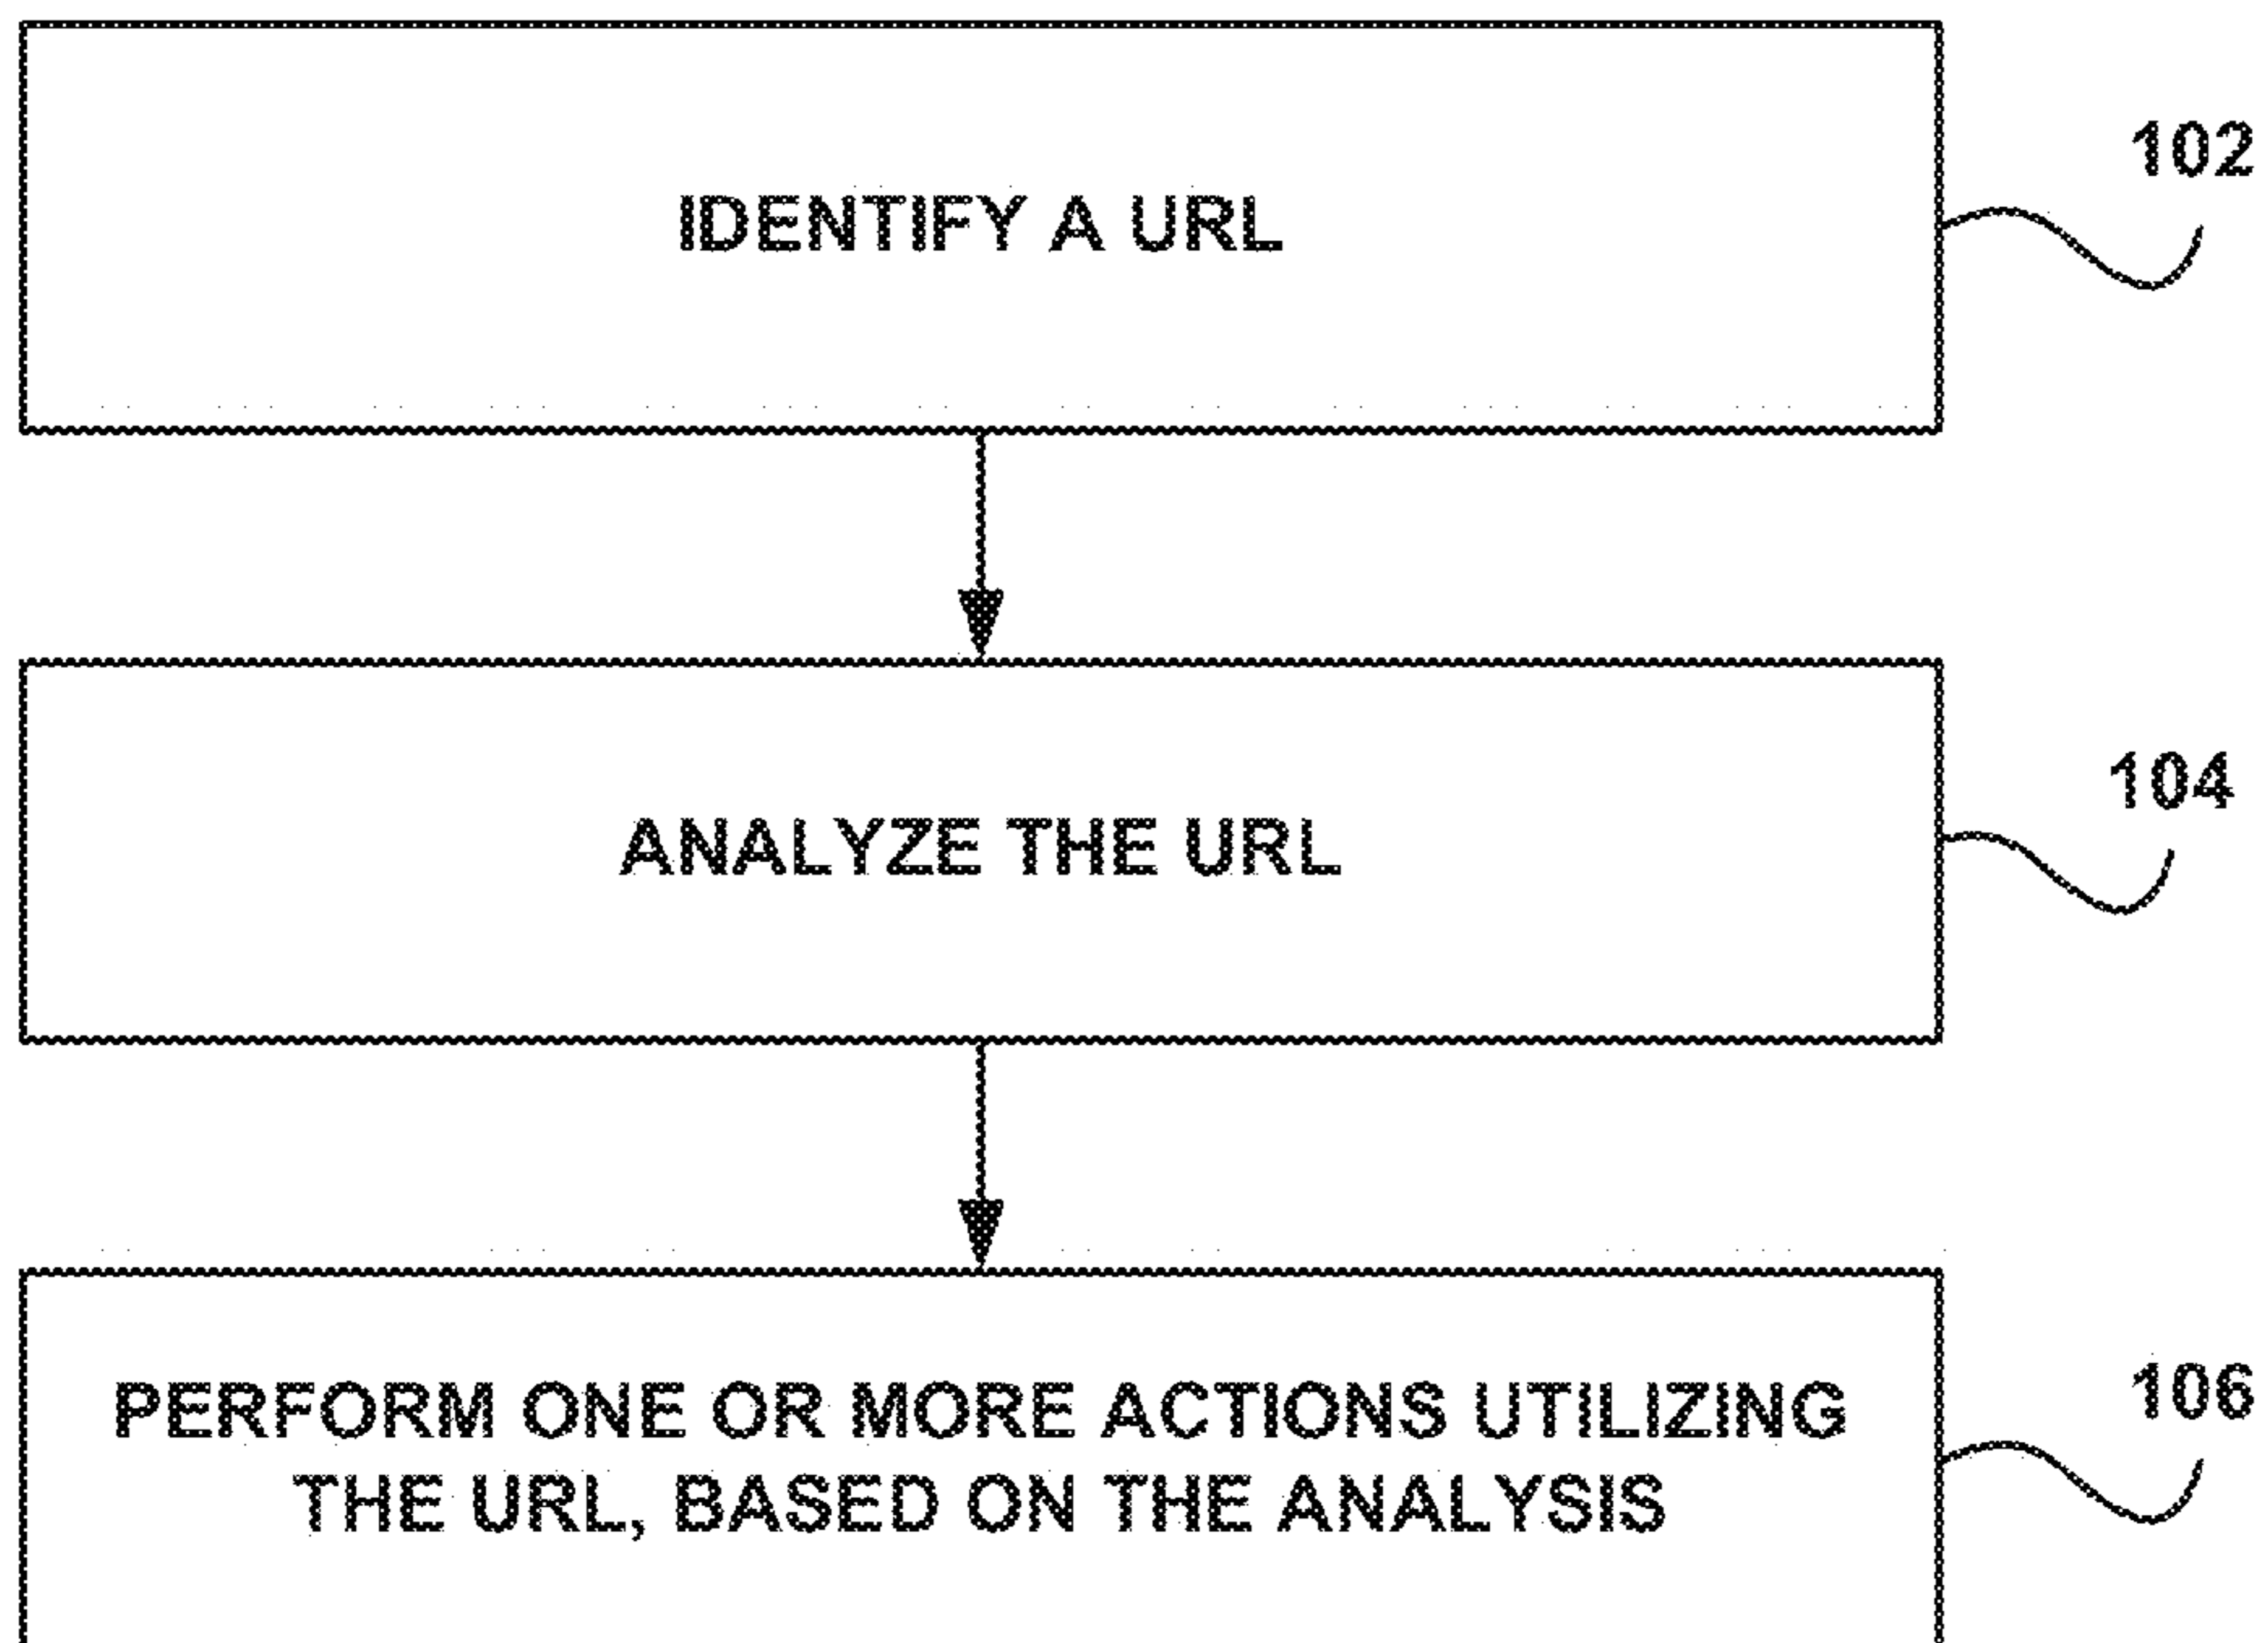 IDENTIFY A URL
102
ANALYZE THE URL
104
PERFORM ONE OR MORE ACTIONS UTILIZING
THE URL, BASED ON THE ANALYSIS
106